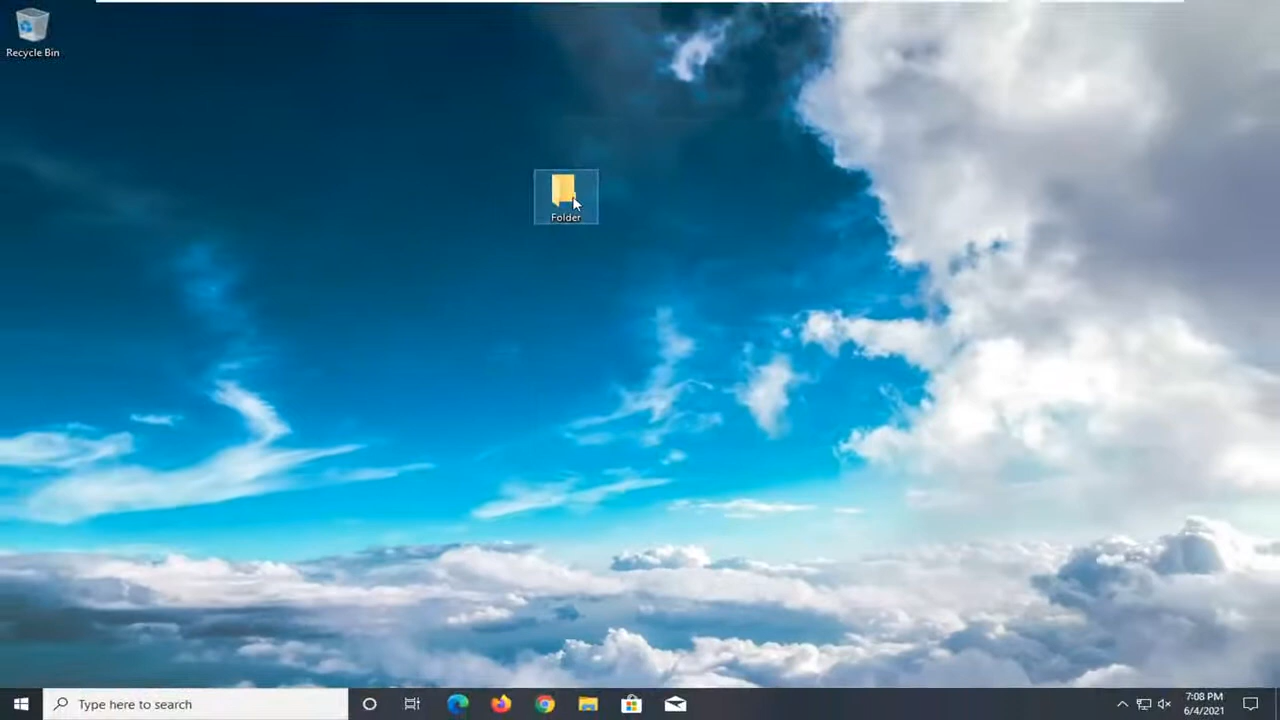 Recycle Bin
Folder
Type here to search
7:08 PM
6/4/2021